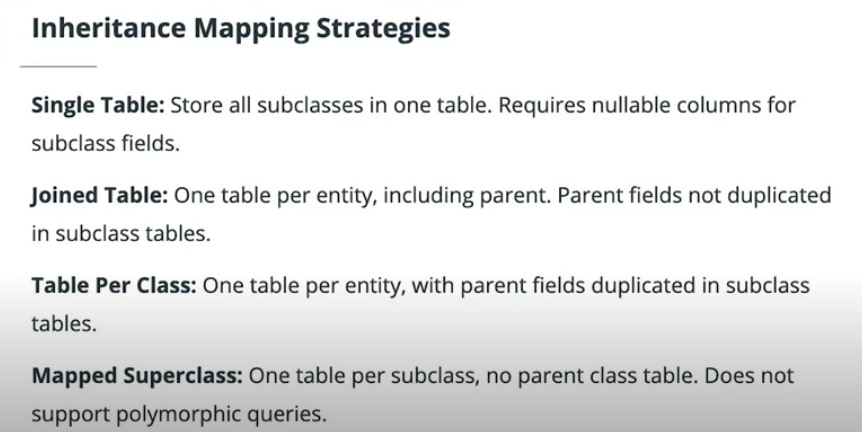 Inheritance Mapping Strategies
Single Table: Store all subclasses in one table. Requires nullable columns for
subclass fields.
Joined Table: One table per entity, including parent. Parent fields not duplicated
in subclass tables.
Table Per Class: One table per entity, with parent fields duplicated in subclass
tables.
Mapped Superclass: One table per subclass, no parent class table. Does not
support polymorphic queries.